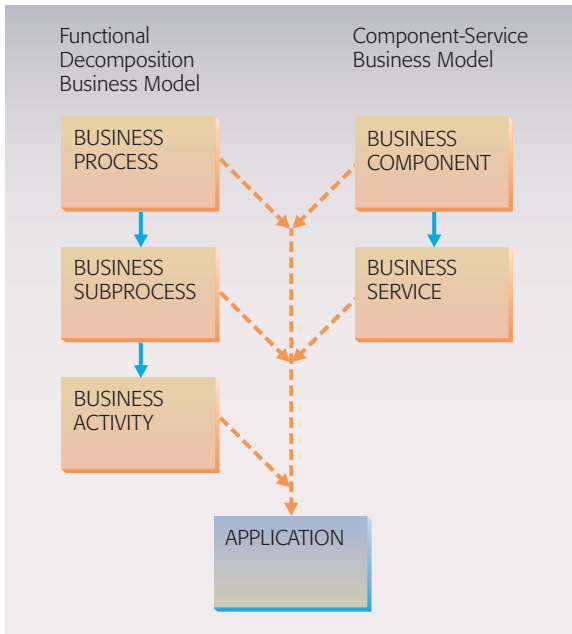 Functional
Decomposition
Business Model
Component-Service
Business Model
BUSINESS
PROCESS
BUSINESS
COMPONENT
BUSINESS
SUBPROCESS
BUSINESS
SERVICE
BUSINESS
ACTIVITY
APPLICATION